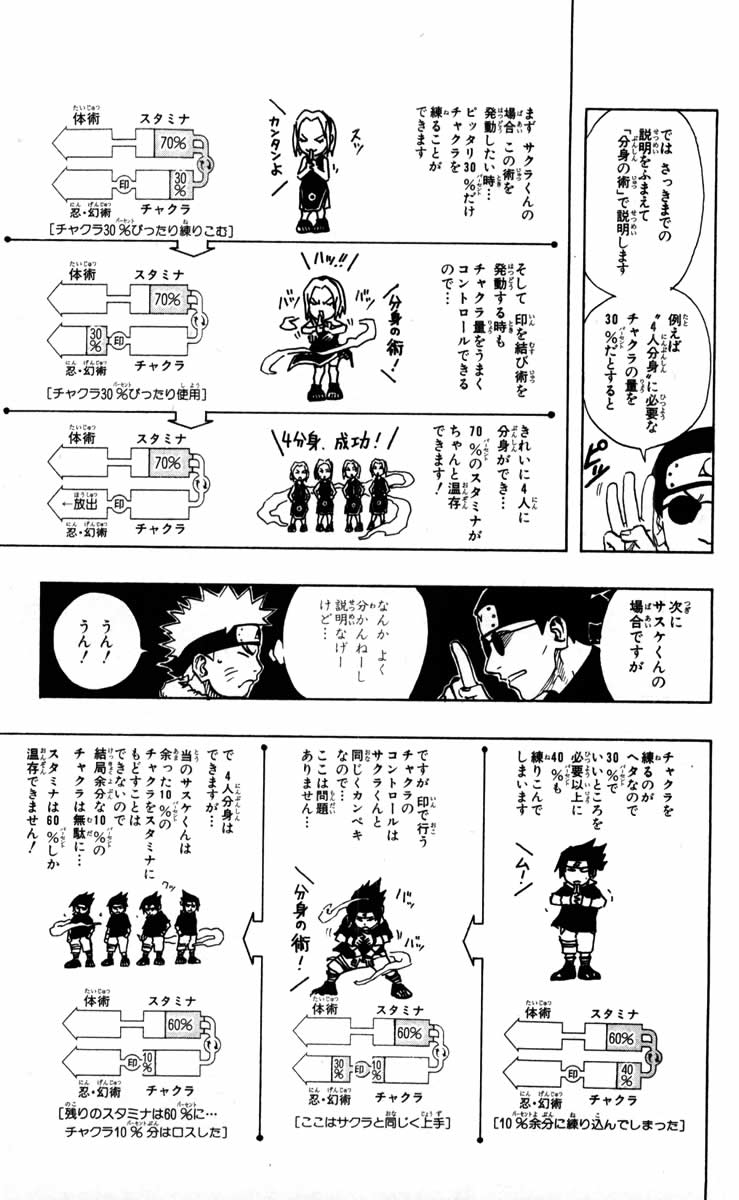 では さっきまでの
説明をふまえて
「分身の術」で説明します
例えば
〝4人分身〟に必要な
チャクラの量を
30%だとすると
ピッ
まず サクラくんの
場合 この術を
発動したい時…
ピッタリ30%だけ
チャクラを
練ることが
できます
スッ
カンタンよ
体術
スタミナ
70%
印
30%
忍・幻術
チャクラ
[チャクラ30%ぴったり練りこむ]
そして 印を結び術を
発動する時も
チャクラ量をうまく
コントロールできる
ので…
ハッ!!
バッ
バッ
分身の術!
体術
スタミナ
70%
30%
印
忍・幻術
チャクラ
[チャクラ30%ぴったり使用]
きれいに4人に
分身ができ…
70%のスタミナが
ちゃんと温存
できます!
4分身、成功!
体術
スタミナ
70%
←放出
印
忍・幻術
チャクラ
次に
サスケくんの
場合ですが
なんか よく
分かんねーし
説明なげー
けど…
うん!
うん!
チャクラを
練るのが
ヘタなので
30%で
いいところを
必要以上に
40%も
練りこんで
しまいます
ムー!
体術
スタミナ
60%
印
40%
忍・幻術
チャクラ
[10%余分に練り込んでしまった]
ですが 印で行う
チャクラの
コントロールは
サクラくんと
同じくカンペキ
なので…
ここは問題
ありません…
バッ
バッ
分身の術!
体術
スタミナ
60%
30%
印
10%
忍・幻術
チャクラ
[ここはサクラと同じく上手]
で 4人分身は
できますが…
当のサスケくんは
余った10%の
チャクラをスタミナに
もどすことは
できないので
結局余分な10%の
チャクラは無駄に…
スタミナは60%しか
温存できません!
ワッ
体術
スタミナ
60%
印
10%
忍・幻術
チャクラ
[残りのスタミナは60%に…
チャクラ10%分はロスした]